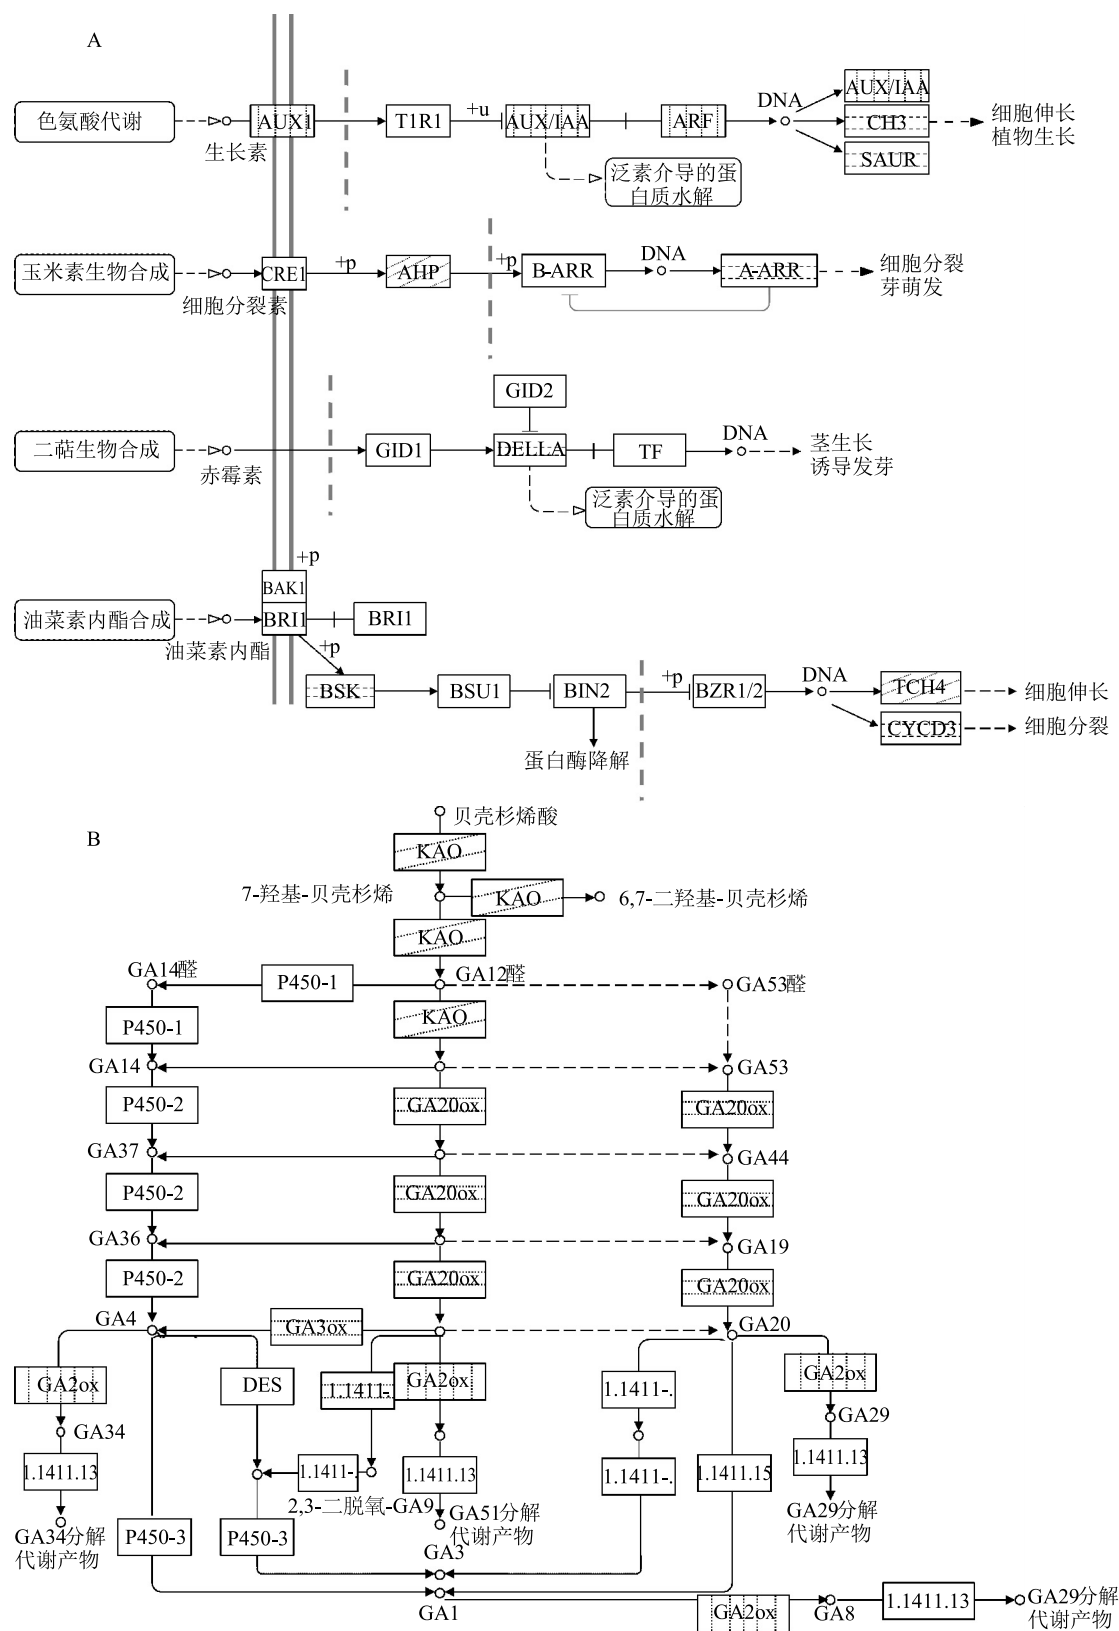 A
色氨酸代谢
生长素
AUX1
T1R1
+u
AUX/IAA
ARF
DNA
AUX/IAA
CH3
SAUR
细胞伸长
植物生长
泛素介导的蛋
白质水解
玉米素生物合成
细胞分裂素
CRE1
+p
AHP
+p
B-ARR
DNA
A-ARR
细胞分裂
芽萌发
GID2
二萜生物合成
赤霉素
GID1
DELLA
TF
DNA
茎生长
诱导发芽
泛素介导的蛋
白质水解
+p
BAK1
油菜素内酯合成
油菜素内酯
BRI1
BRI1
+p
BSK
BSU1
BIN2
+p
BZR1/2
DNA
TCH4
细胞伸长
CYCD3
细胞分裂
蛋白酶降解
B
贝壳杉烯酸
KAO
7-羟基-贝壳杉烯
KAO
6,7-二羟基-贝壳杉烯
KAO
GA14醛
P450-1
GA12醛
GA53醛
P450-1
KAO
GA14
GA53
P450-2
GA20ox
GA20ox
GA37
GA44
P450-2
GA20ox
GA20ox
GA36
GA19
P450-2
GA20ox
GA20ox
GA4
GA3ox
GA20
GA2ox
DES
1.1411-.
GA2ox
1.1411-.
GA2ox
GA34
GA29
1.1411.13
1.1411-.
1.1411.13
1.1411-.
1.1411.15
1.1411.13
2,3-二脱氧-GA9
GA34分解
代谢产物
P450-3
P450-3
GA51分解
代谢产物
GA29分解
代谢产物
GA3
GA1
GA2ox
GA8
1.1411.13
GA29分解
代谢产物